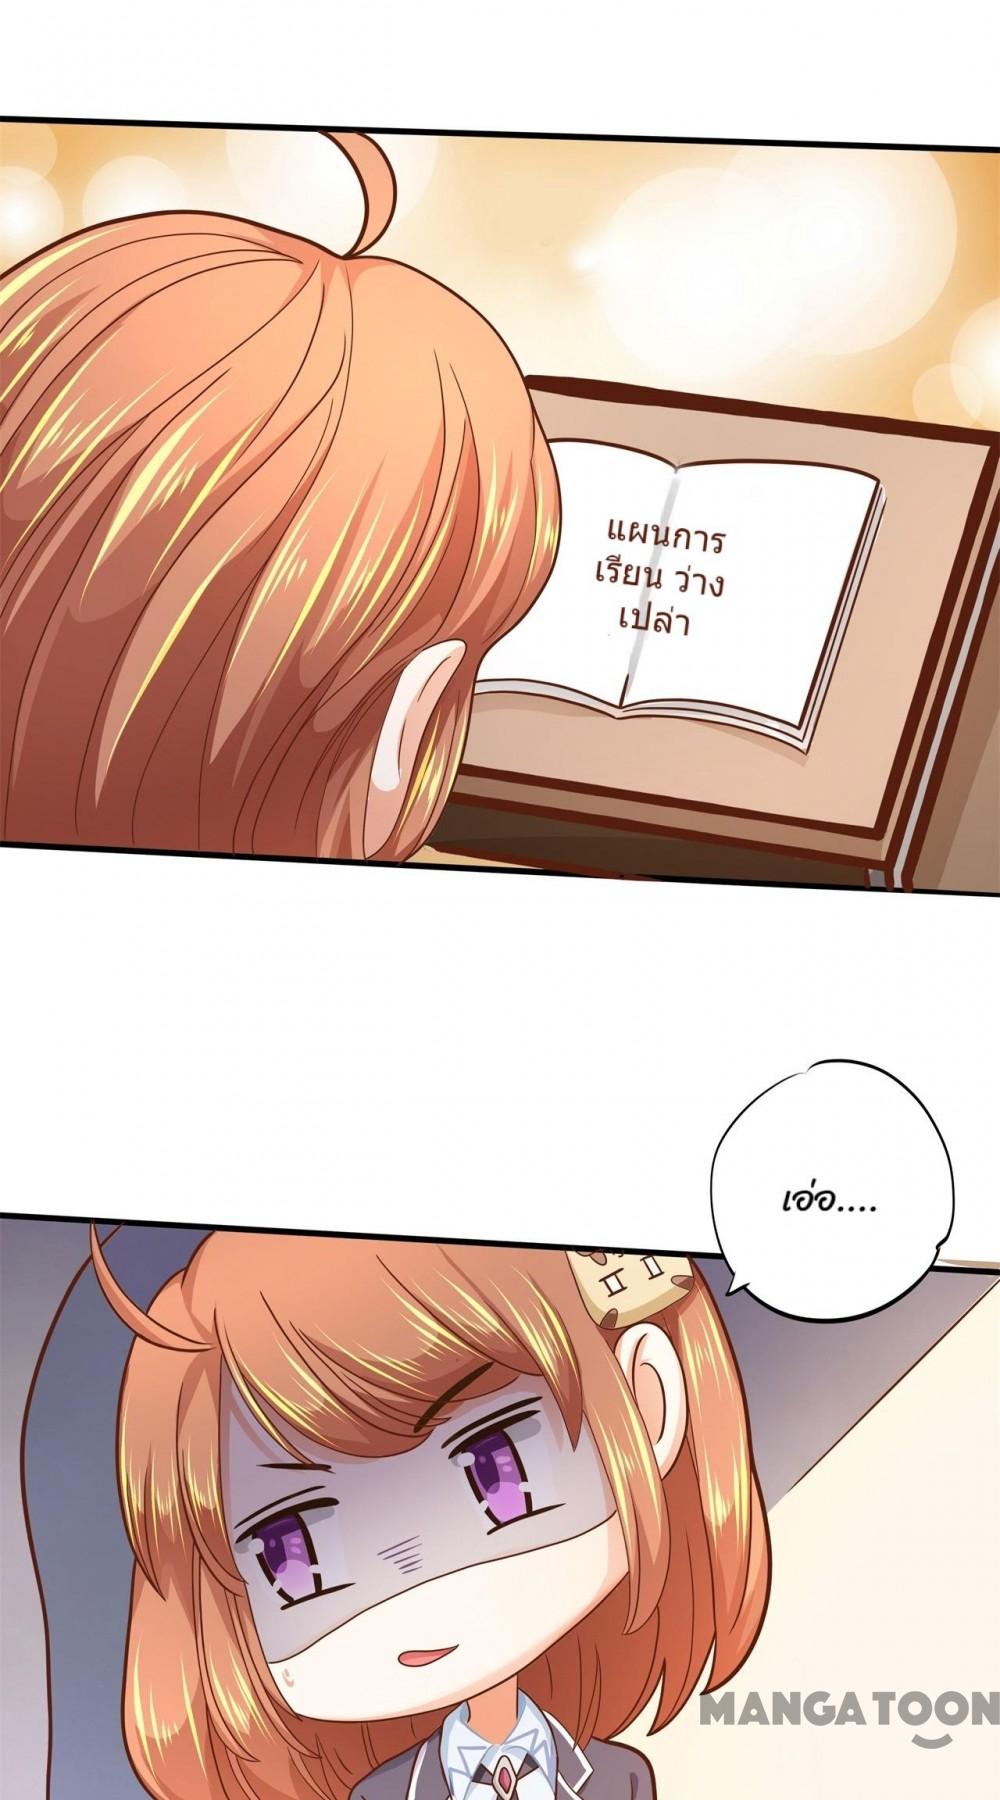 แผนการ
เรียน ว่าง
เปล่า
เอ่อ....
MANGATOON